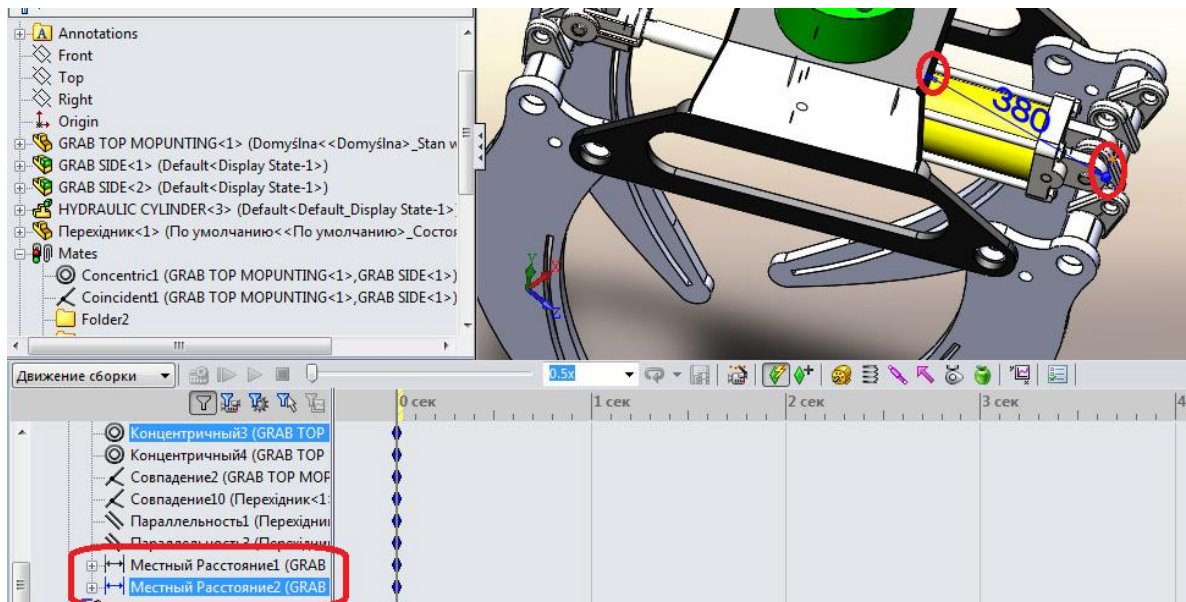 Annotations
Front
Top
Right
Origin
GRAB TOP MOPUNTING<1> (Domyślna<<Domyślna>_Stan w
GRAB SIDE<1> (Default<Display State-1>)
GRAB SIDE<2> (Default<Display State-1>)
HYDRAULIC CYLINDER<3> (Default<Default_Display State-1>
Перехідник<1> (По умолчанию<<По умолчанию>_Состоя
Mates
Concentric1 (GRAB TOP MOPUNTING<1>,GRAB SIDE<1>)
Coincident1 (GRAB TOP MOPUNTING<1>,GRAB SIDE<1>)
Folder2
380
Y
X
Z
Движение сборки
0.5x
0 сек
1 сек
2 сек
3 сек
4
Концентричный3 (GRAB TOP
Концентричный4 (GRAB TOP
Совпадение2 (GRAB TOP MOP
Совпадение10 (Перехідник<1
Параллельность1 (Перехідни
Параллельность3 (Перехідни
Местный Расстояние1 (GRAB
Местный Расстояние2 (GRAB